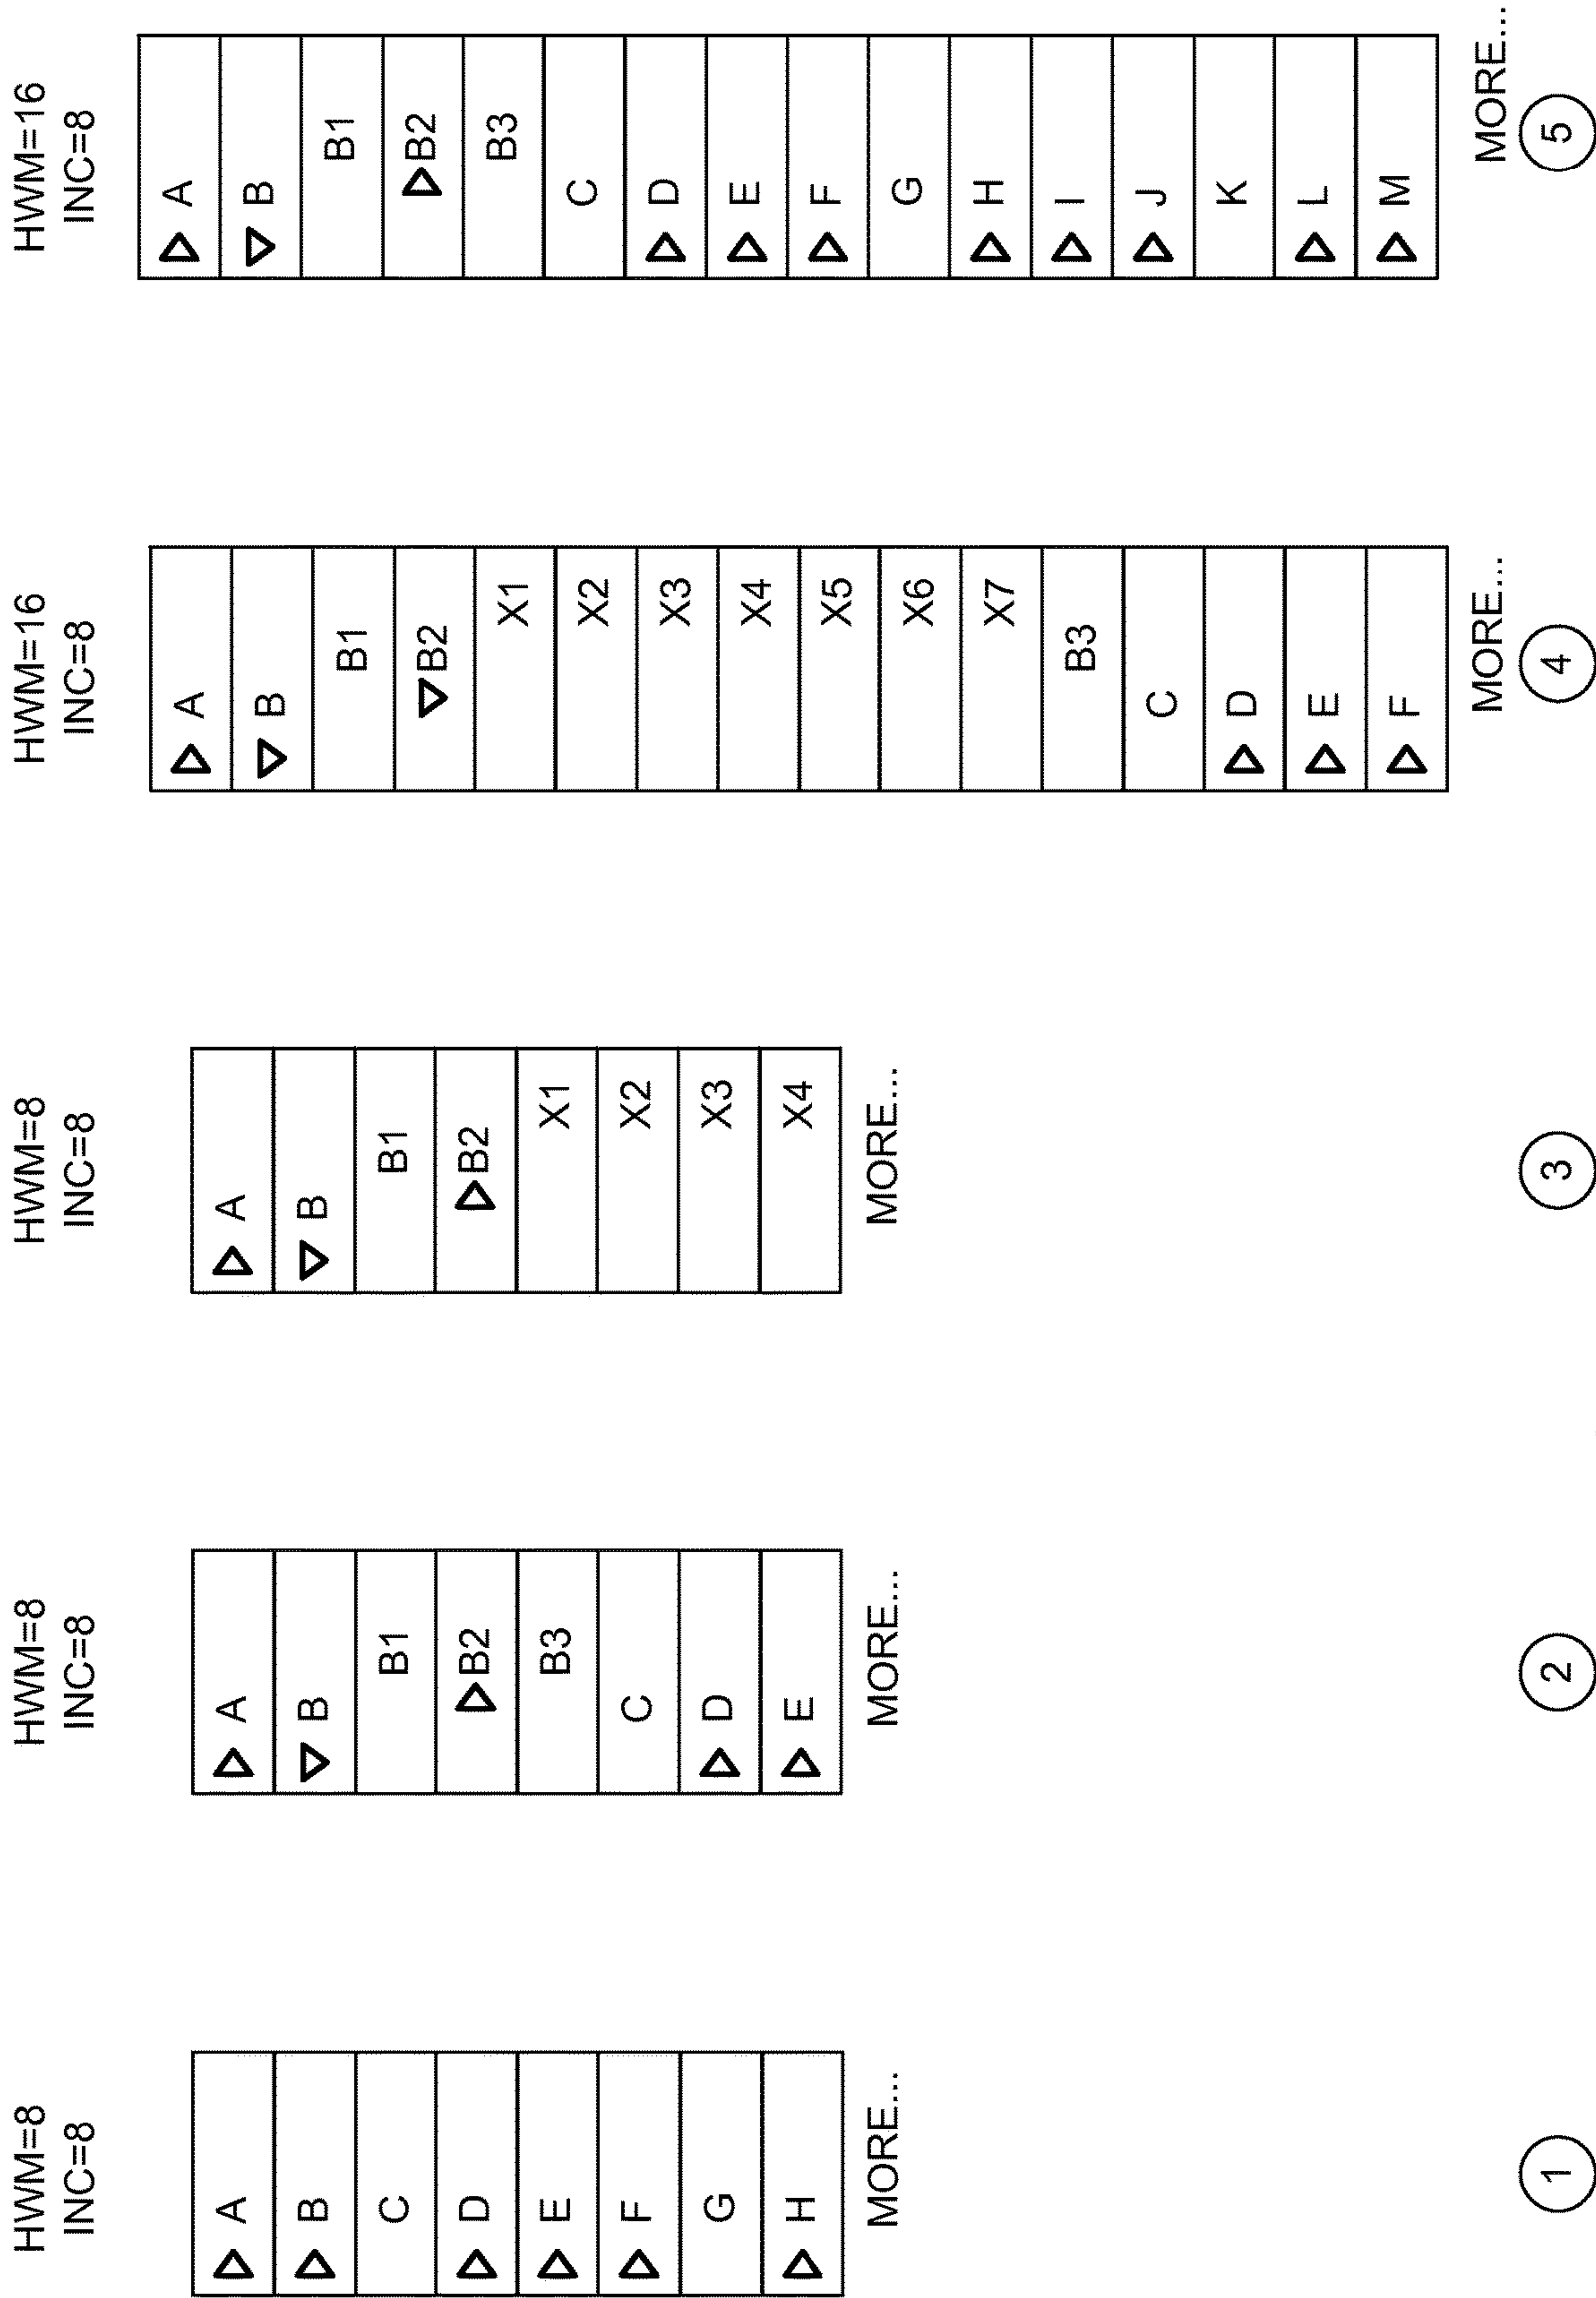 HWM=8
INC=8
A
B
C
D
E
F
G
H
MORE...
1
HWM=8
INC=8
A
B
B1
B2
B3
C
D
E
MORE...
2
HWM=8
INC=8
A
B
B1
B2
X1
X2
X3
X4
MORE...
3
HWM=16
INC=8
A
B
B1
B2
X1
X2
X3
X4
X5
X6
X7
B3
C
D
E
F
MORE...
4
HWM=16
INC=8
A
B
B1
B2
B3
C
D
E
F
G
H
I
J
K
L
M
MORE...
5